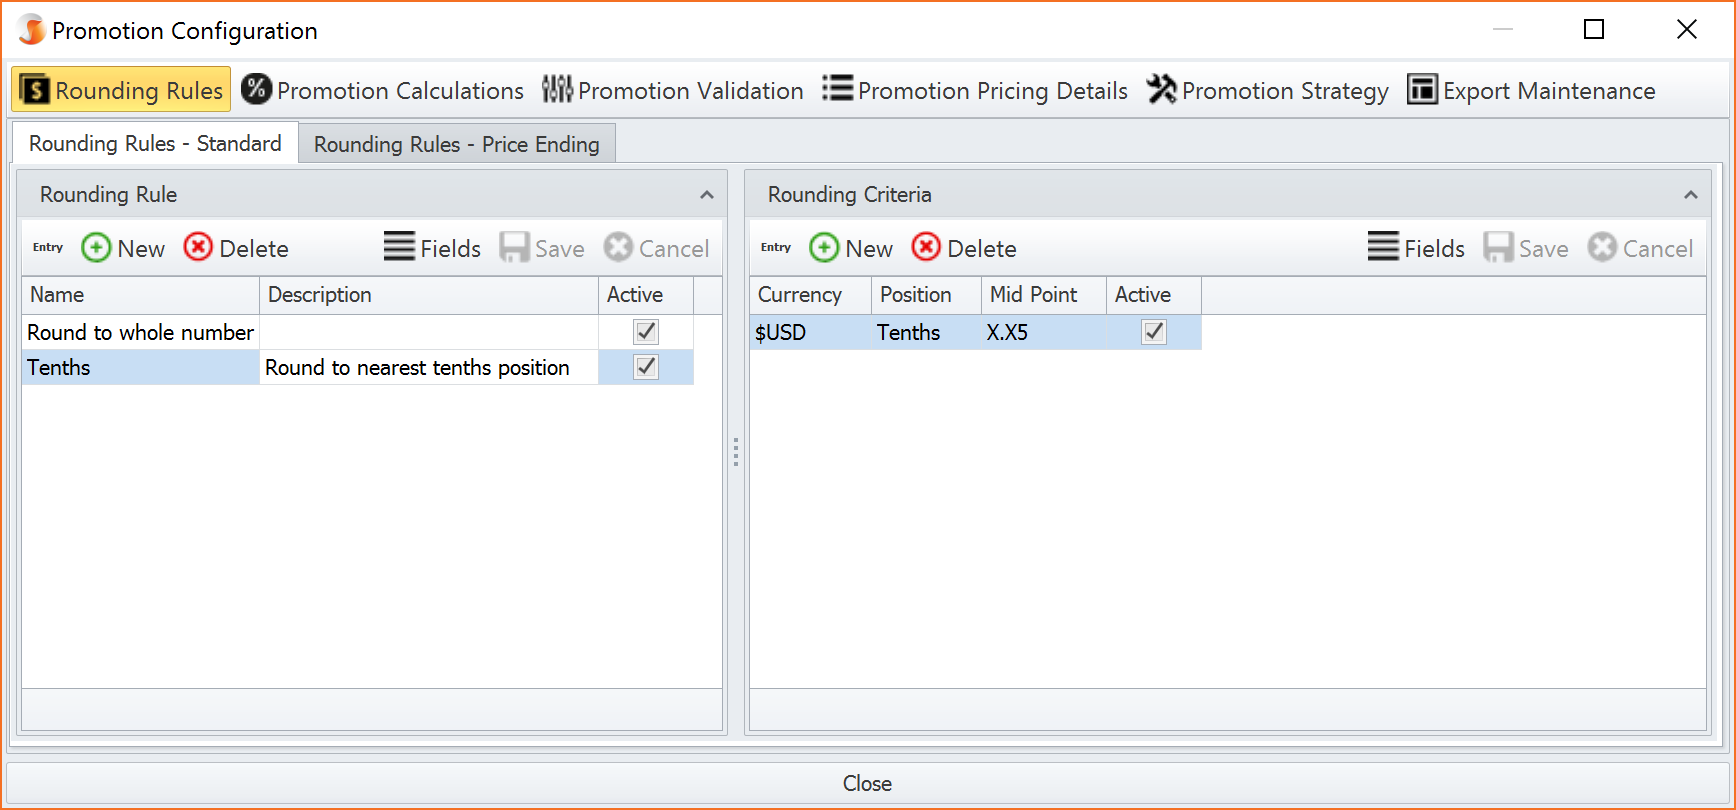 Promotion Configuration
Rounding Rules Promotion Calculations Promotion Validation Promotion Pricing Details Promotion Strategy Export Maintenance
Rounding Rules - Standard Rounding Rules - Price Ending
Rounding Rule
Entry New Delete Fields Save Cancel
Name Description Active
Round to whole number
Tenths Round to nearest tenths position
Rounding Criteria
Entry New Delete Fields Save Cancel
Currency Position Mid Point Active
$USD Tenths X.X5
Close